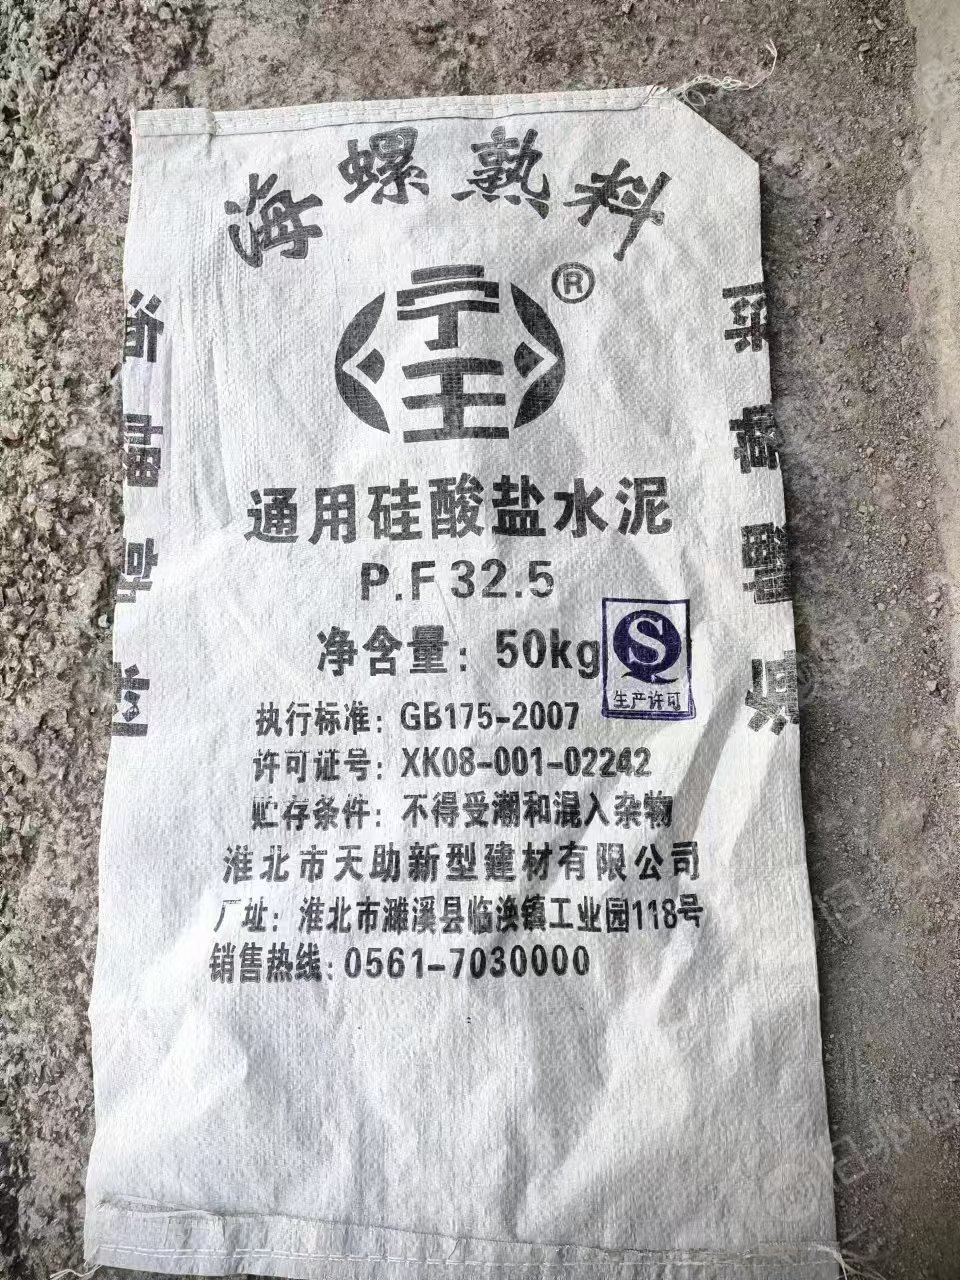 海螺熟料
宁王®
通用硅酸盐水泥
P.F32.5
净含量：50kg
生产许可
执行标准：GB175-2007
许可证号：XK08-001-02242
贮存条件：不得受潮和混入杂物
淮北市天助新型建材有限公司
厂址：淮北市濉溪县临涣镇工业园118号
销售热线：0561-7030000